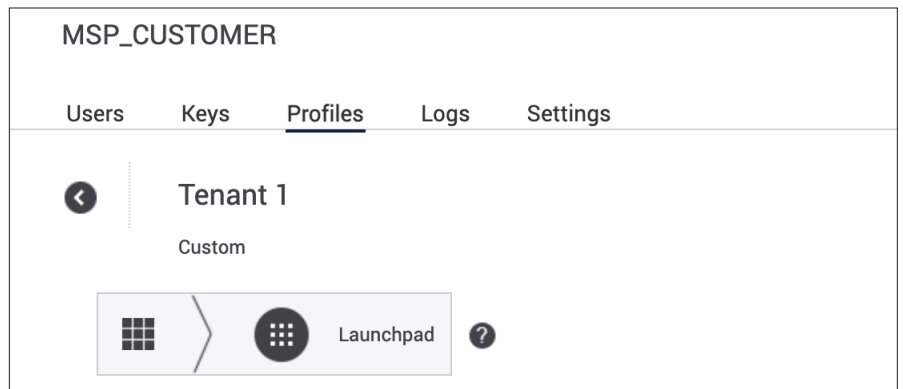 MSP_CUSTOMER
Users Keys Profiles Logs Settings
Tenant 1
Custom
Launchpad ?